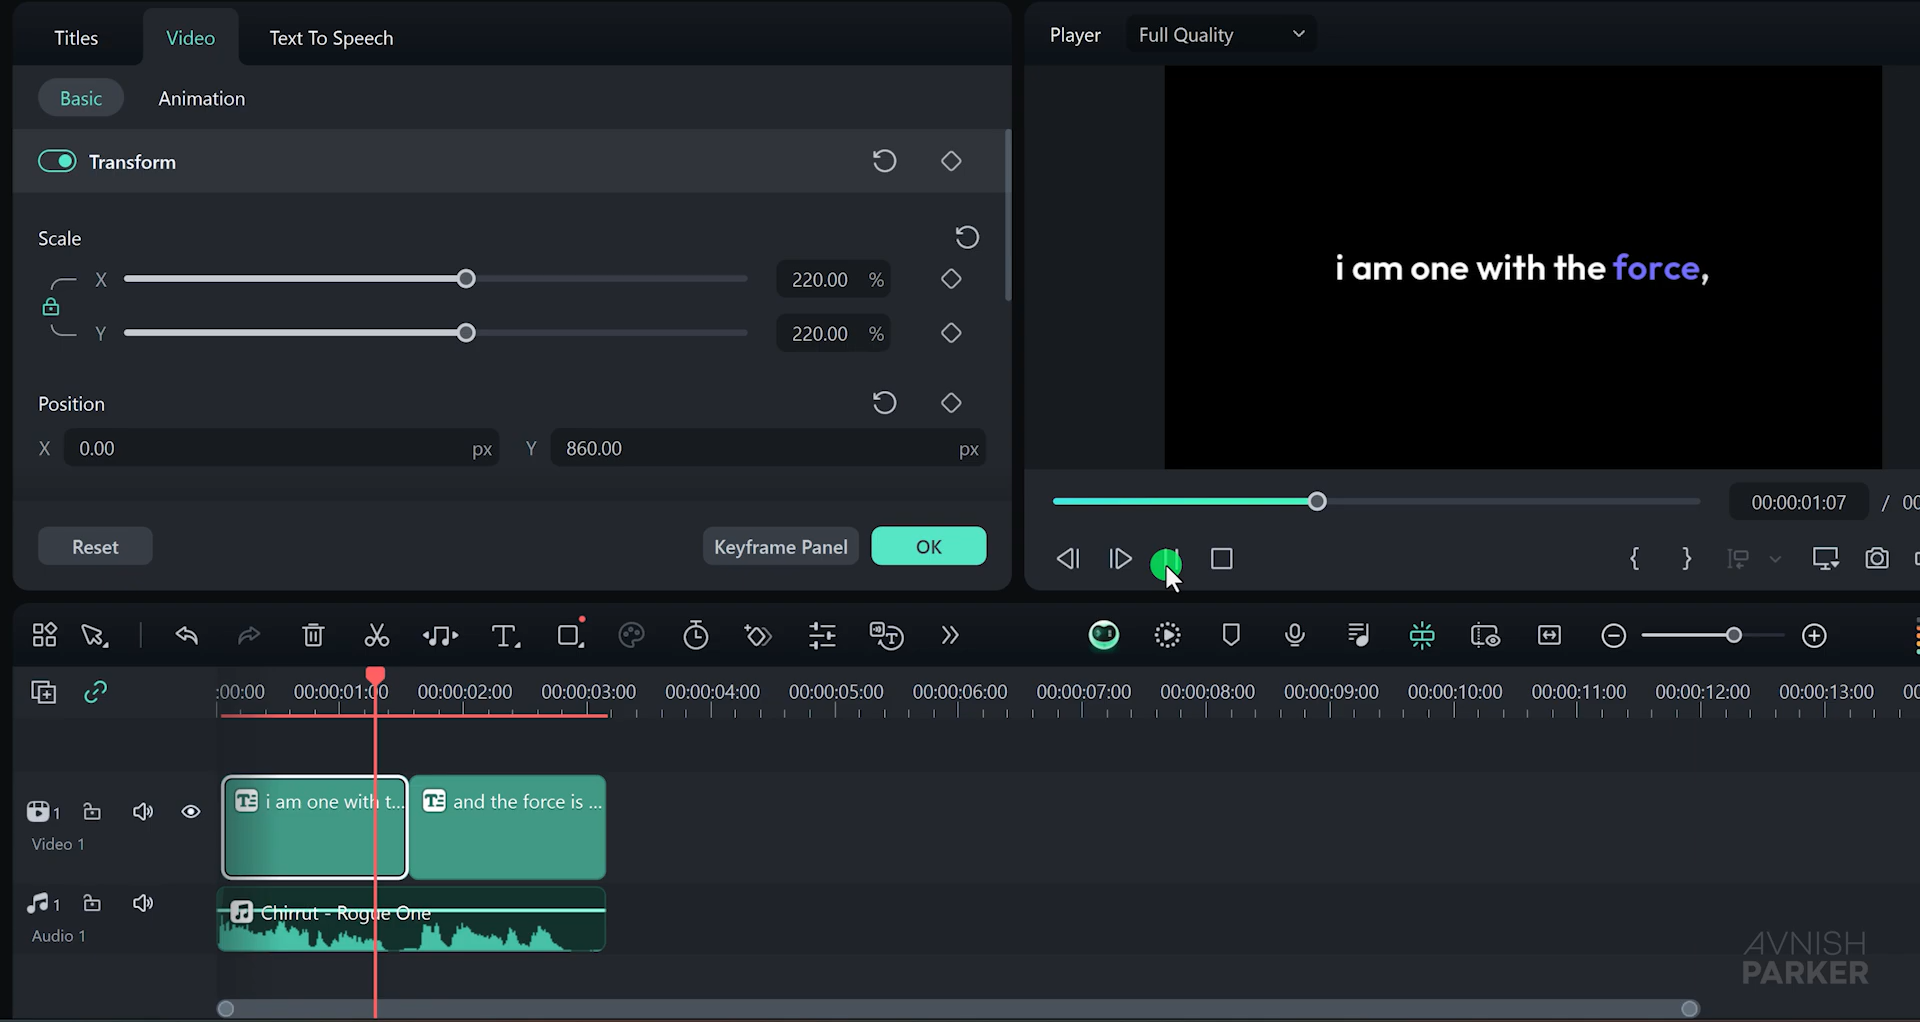 Titles Video Text To Speech
Player Full Quality
Basic Animation
Transform
Scale
X 220.00 %
Y 220.00 %
i am one with the force,
Position
X 0.00 px Y 860.00 px
00:00:01:07 / 00
Reset Keyframe Panel OK
:00:00 00:00:01:00 00:00:02:00 00:00:03:00 00:00:04:00 00:00:05:00 00:00:06:00 00:00:07:00 00:00:08:00 00:00:09:00 00:00:10:00 00:00:11:00 00:00:12:00 00:00:13:00 00
1 i am one with t... and the force is ...
Video 1
1 Chirrut - Rogue One
Audio 1
AVNISH
PARKER